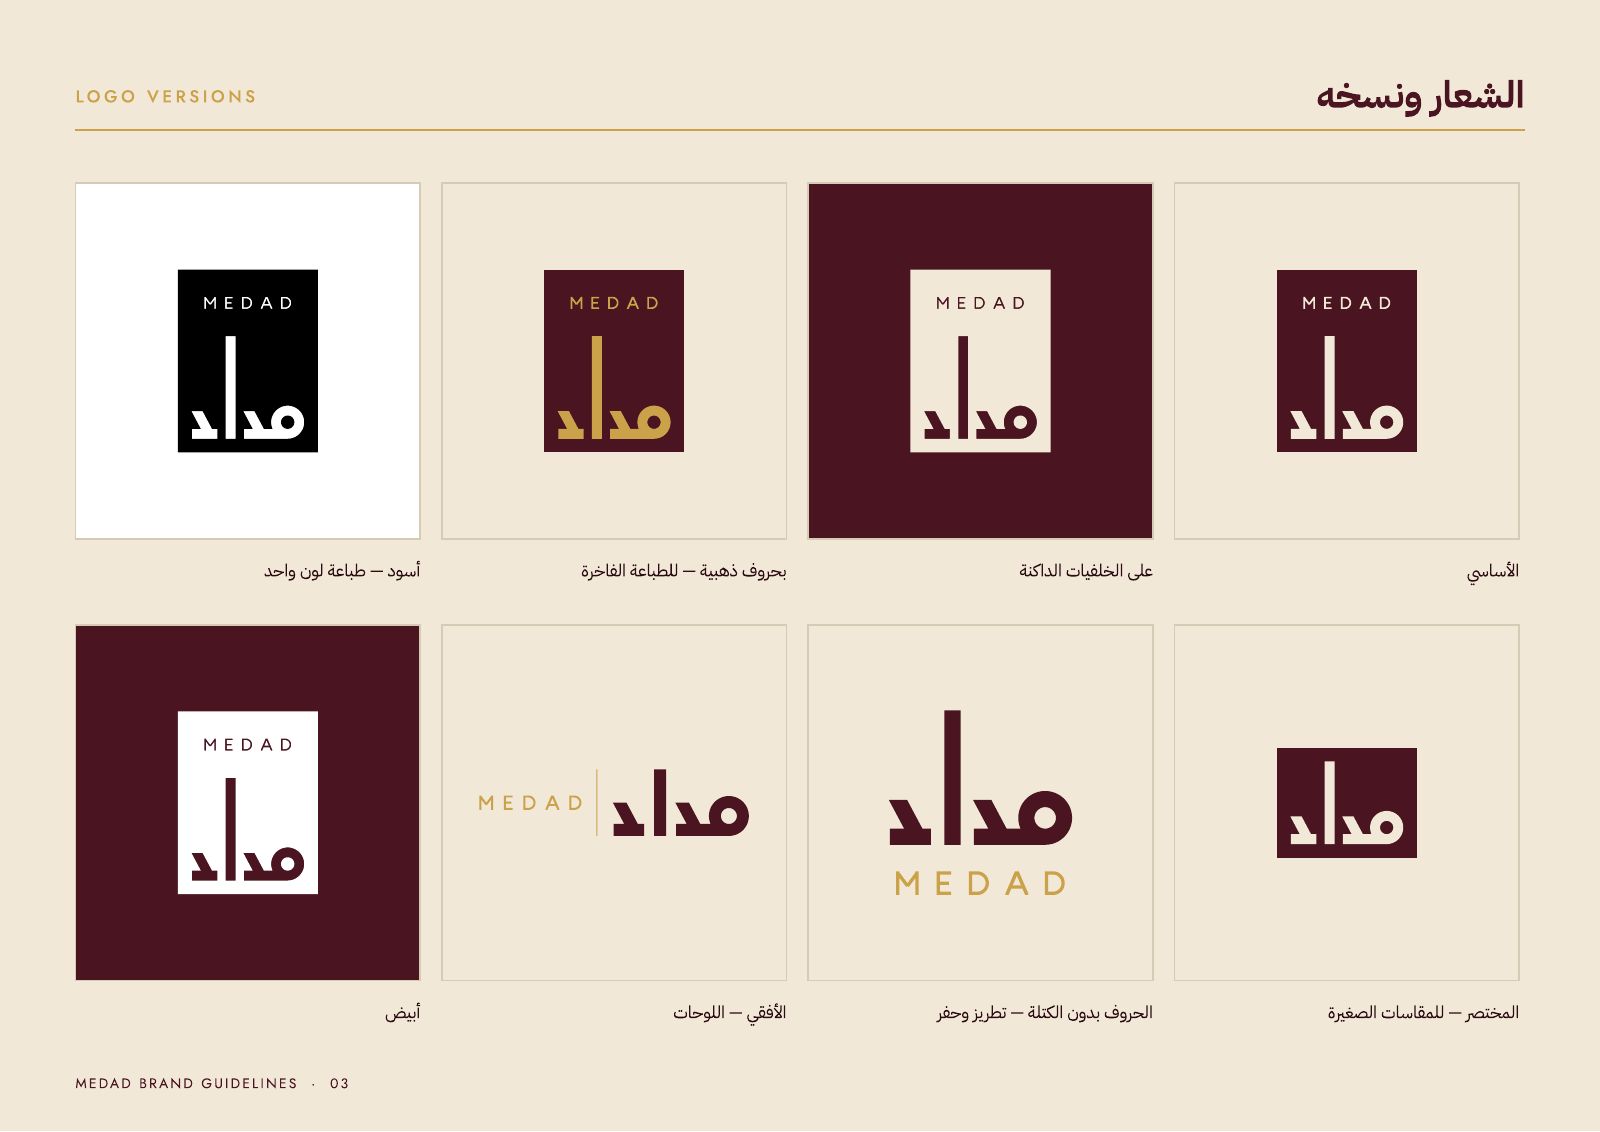 الشعار ونسخه
LOGO VERSIONS
MEDAD
مداد
MEDAD
مداد
MEDAD
مداد
MEDAD
مداد
الأساسي
على الخلفيات الداكنة
بحروف ذهبية — للطباعة الفاخرة
أسود — طباعة لون واحد
مداد
مداد
MEDAD
مداد
MEDAD
MEDAD
مداد
المختصر — للمقاسات الصغيرة
الحروف بدون الكتلة — تطريز وحفر
الأفقي — اللوحات
أبيض
MEDAD BRAND GUIDELINES · 03